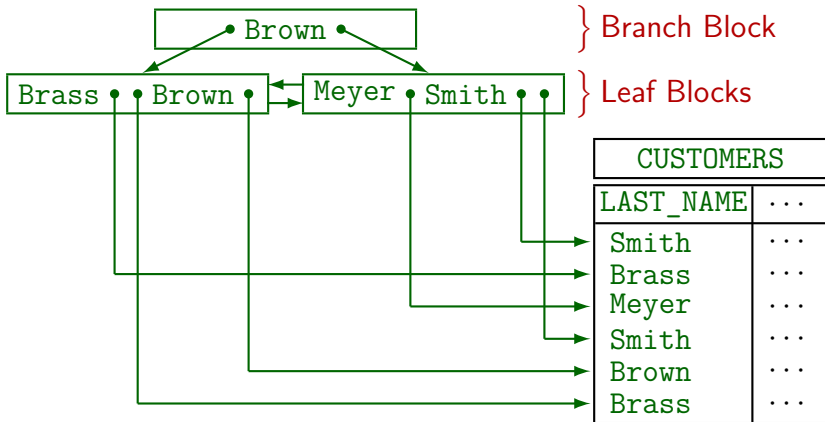 Brown
Branch Block
Brass Brown
Meyer Smith
Leaf Blocks
CUSTOMERS
LAST_NAME ...
Smith ...
Brass ...
Meyer ...
Smith ...
Brown ...
Brass ...